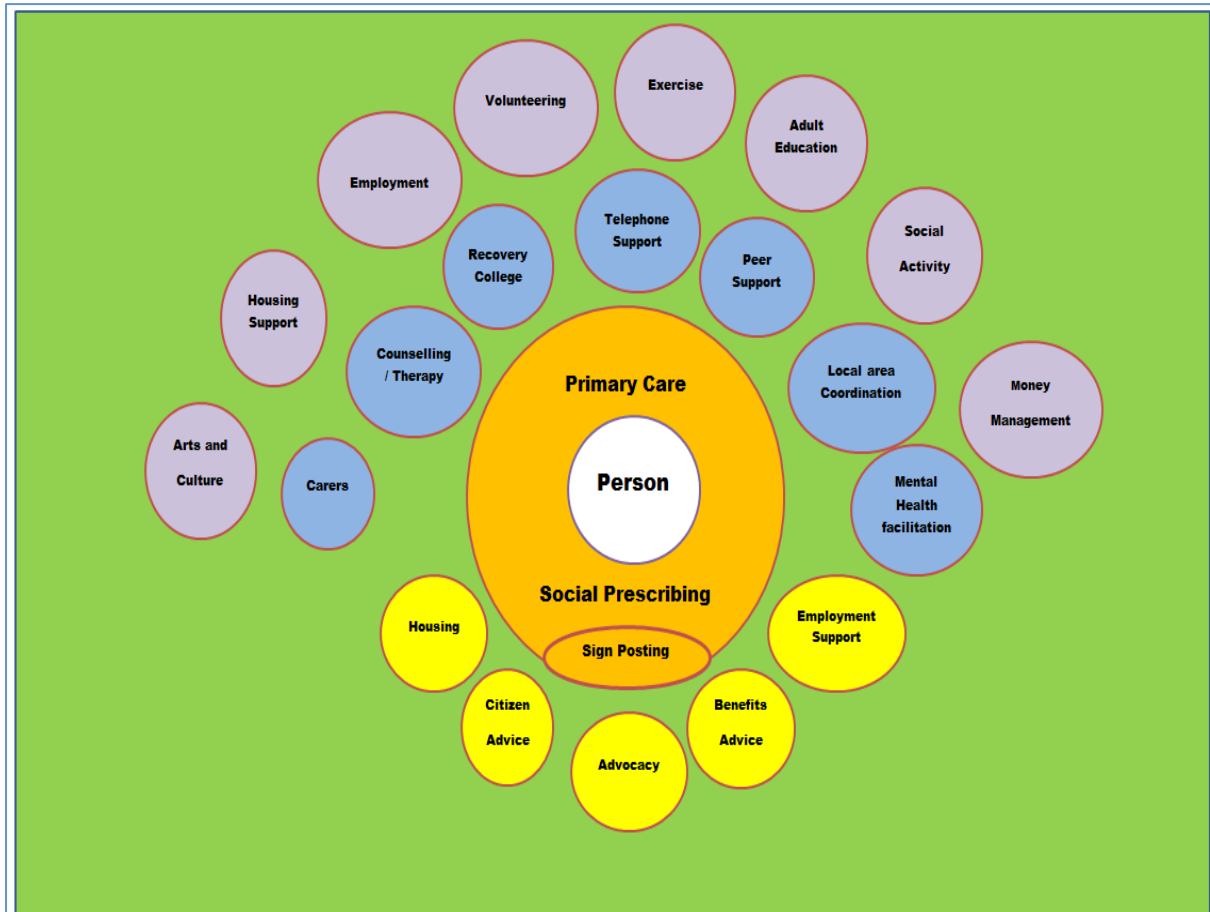 Exercise
Volunteering
Adult
Education
Employment
Telephone
Support
Social
Activity
Recovery
College
Peer
Support
Housing
Support
Counselling
/ Therapy
Primary Care
Local area
Coordination
Money
Management
Arts and
Culture
Carers
Person
Mental
Health
facilitation
Social Prescribing
Sign Posting
Housing
Employment
Support
Citizen
Advice
Benefits
Advice
Advocacy